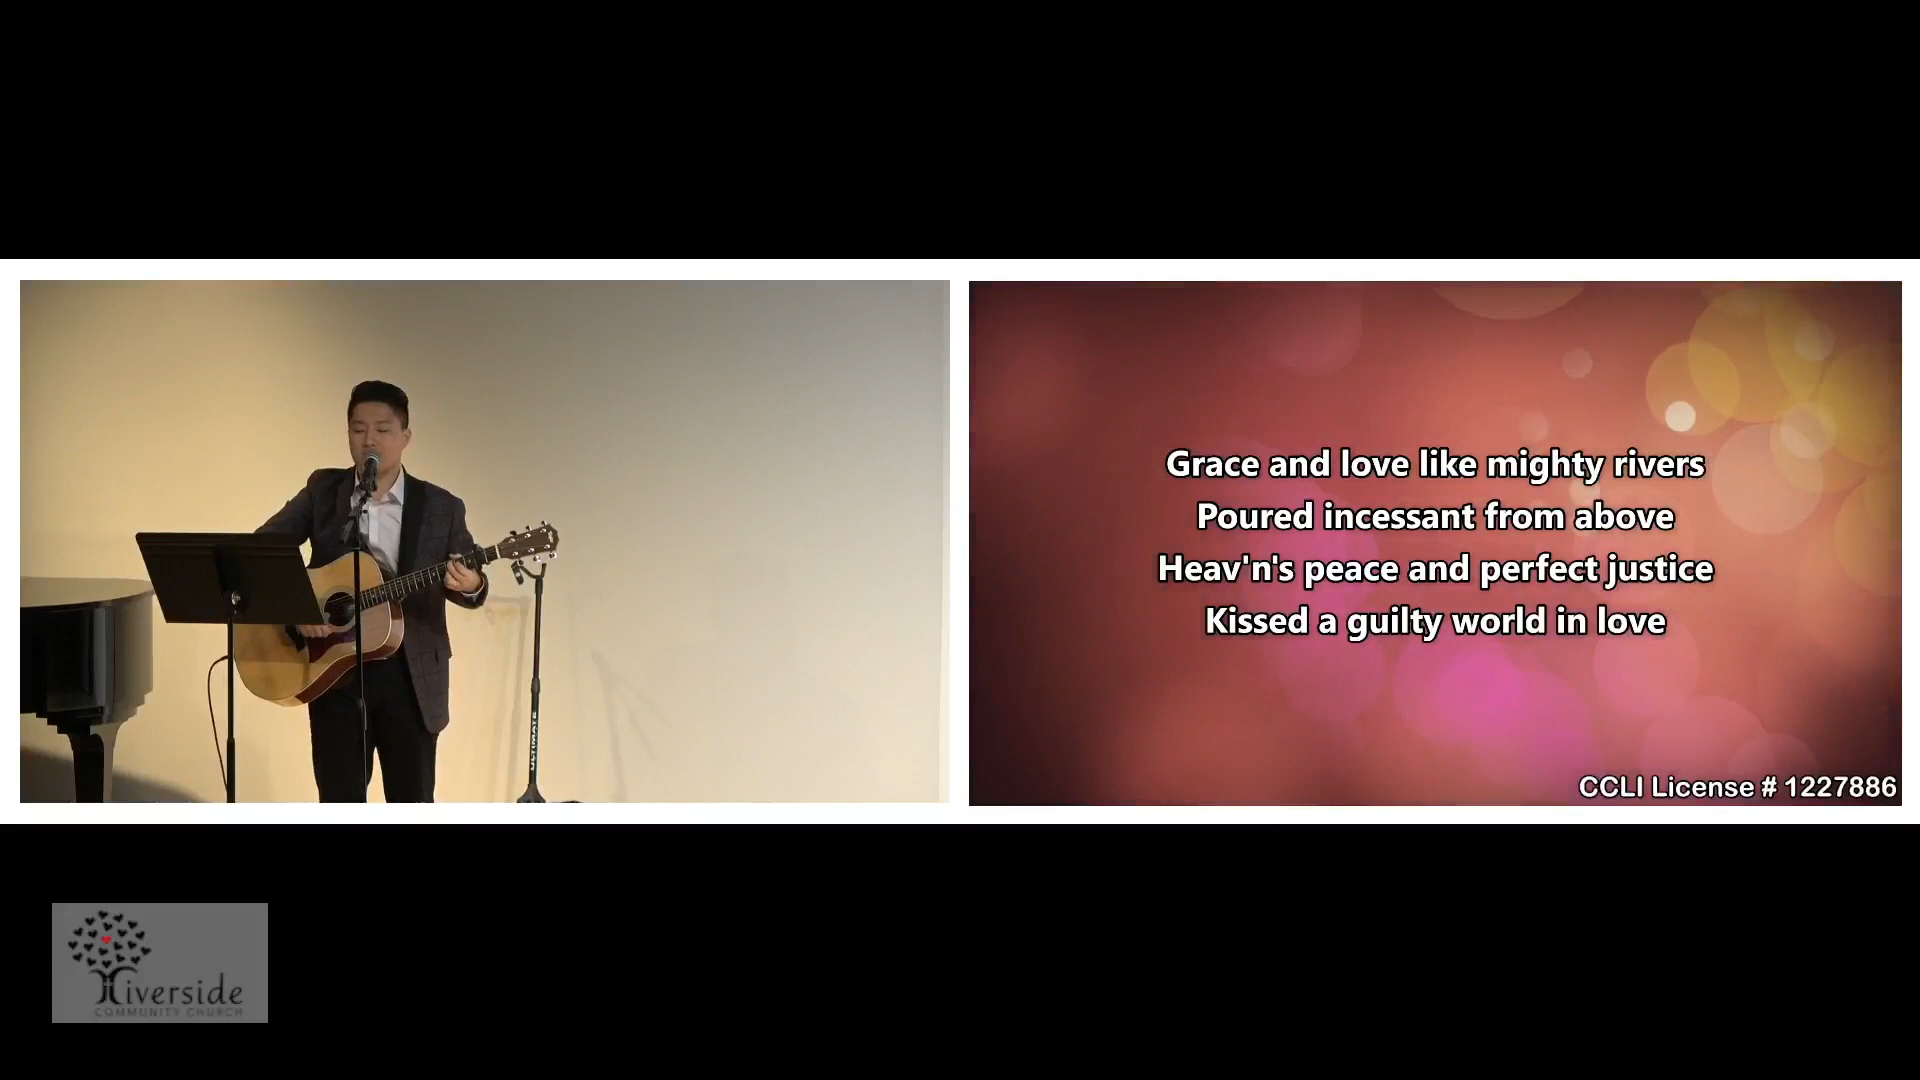 Grace and love like mighty rivers
Poured incessant from above
Heav'n's peace and perfect justice
Kissed a guilty world in love
CCLI License # 1227886
ULTIMATE
Riverside
COMMUNITY CHURCH